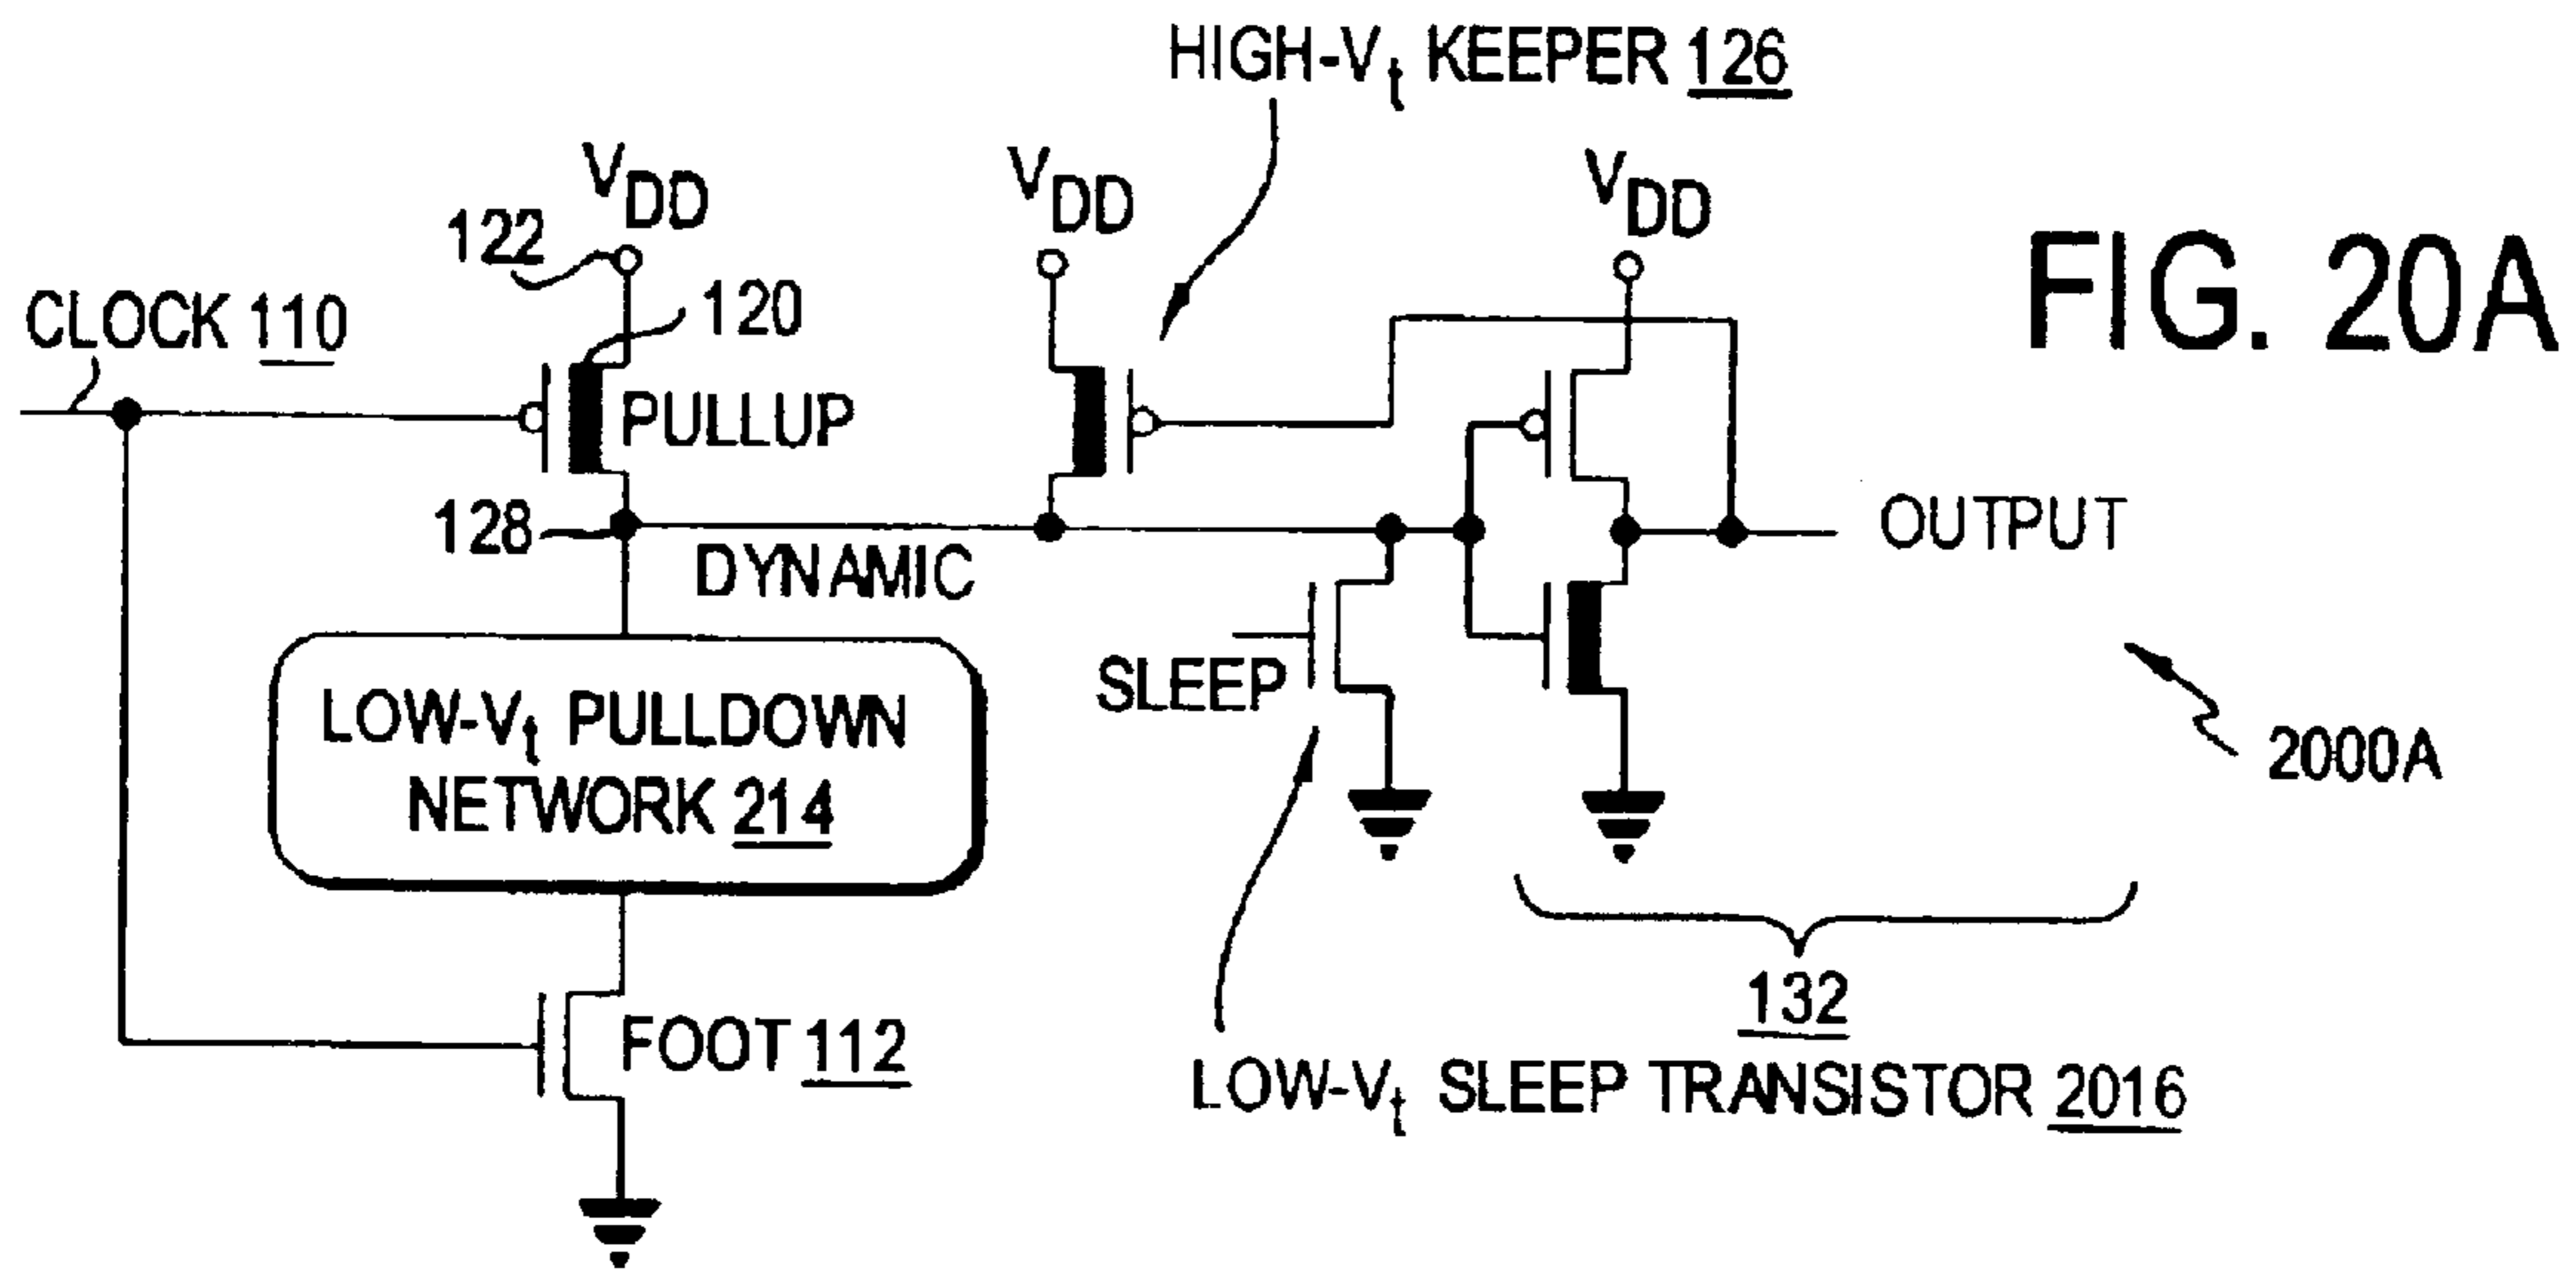 HIGH-Vt KEEPER 126
VDD
VDD
VDD
122
FIG. 20A
CLOCK 110
120
PULLUP
128
DYNAMIC
OUTPUT
SLEEP
LOW-Vt PULLDOWN
NETWORK 214
2000A
FOOT 112
132
LOW-Vt SLEEP TRANSISTOR 2016